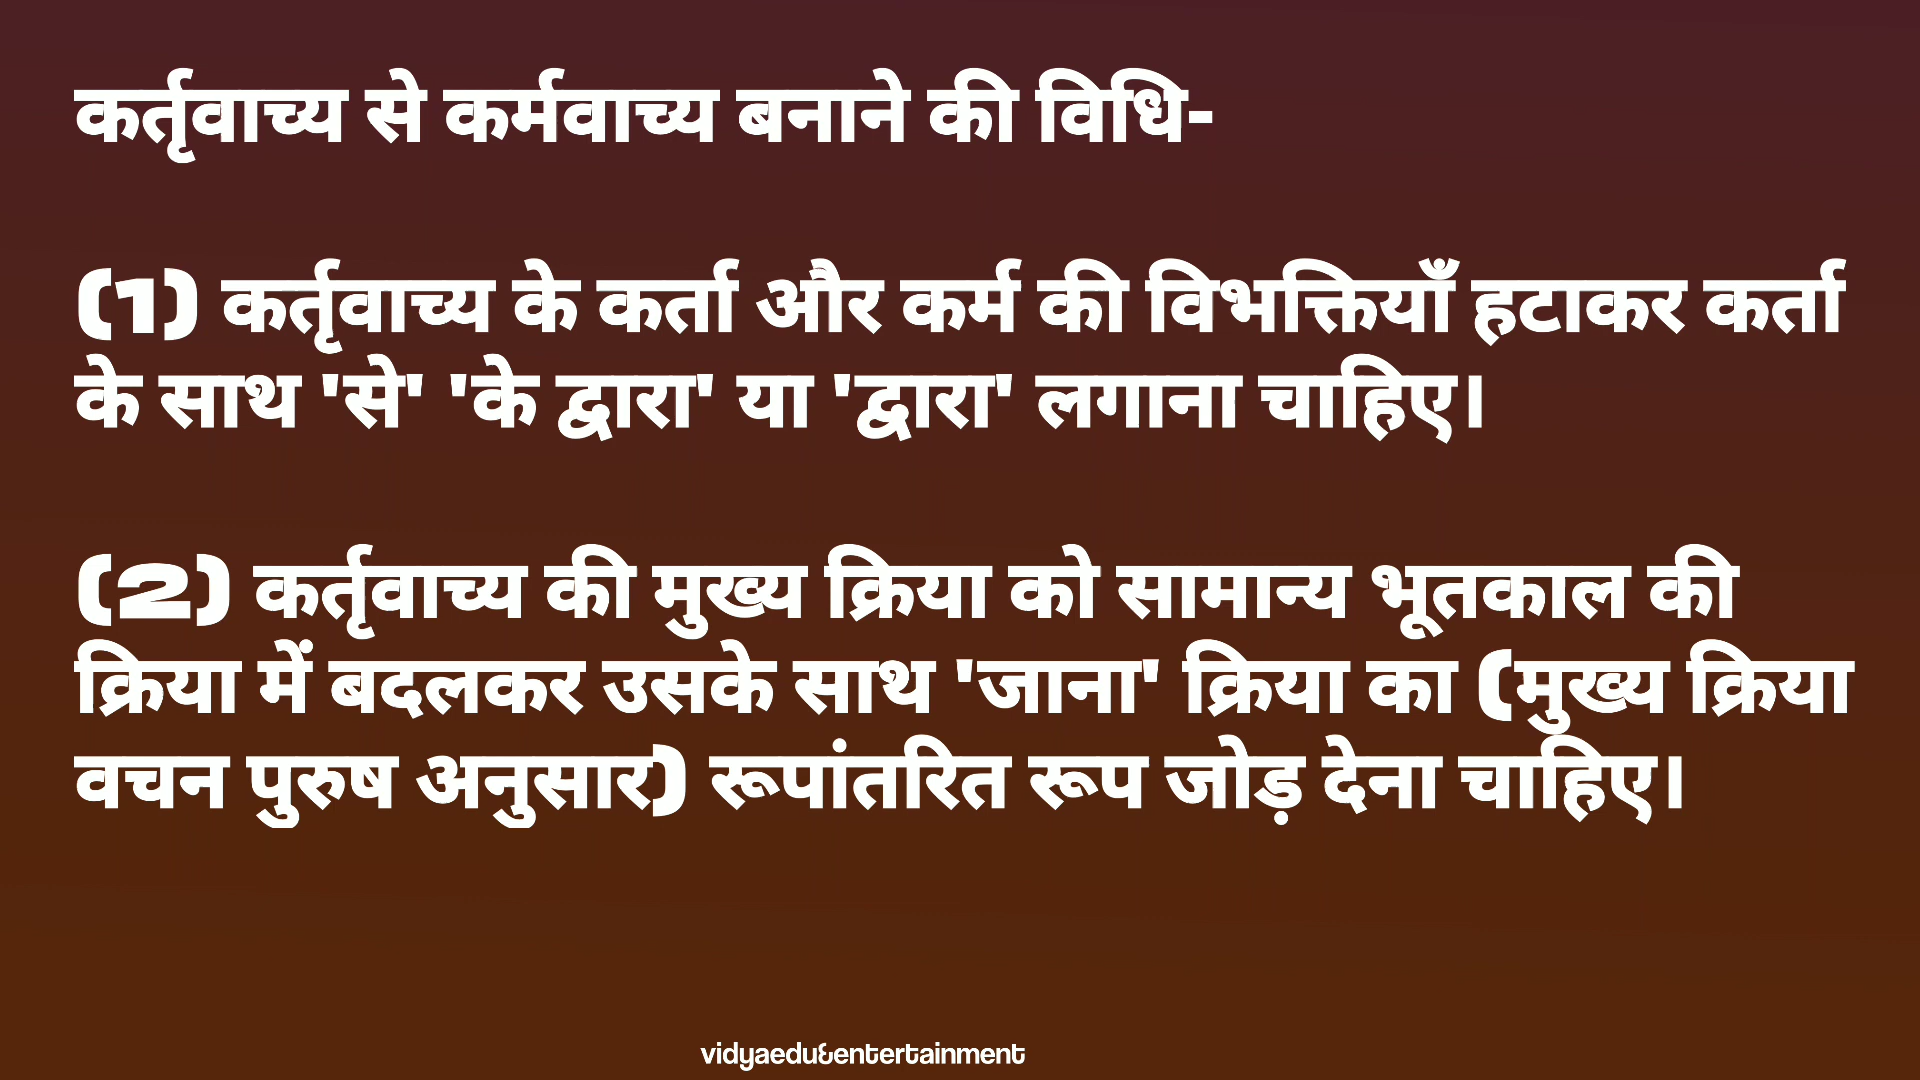 कर्तृवाच्य से कर्मवाच्य बनाने की विधि-
(1) कर्तृवाच्य के कर्ता और कर्म की विभक्तियाँ हटाकर कर्ता
के साथ 'से' 'के द्वारा' या 'द्वारा' लगाना चाहिए।
(2) कर्तृवाच्य की मुख्य क्रिया को सामान्य भूतकाल की
क्रिया में बदलकर उसके साथ 'जाना' क्रिया का (मुख्य क्रिया
वचन पुरुष अनुसार) रूपांतरित रूप जोड़ देना चाहिए।
vidyaedu&entertainment